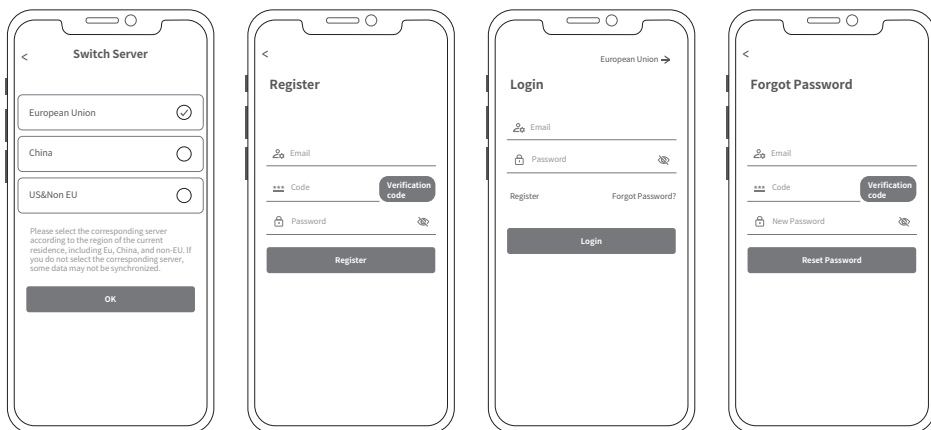 <
Switch Server
European Union
China
US&Non EU
Please select the corresponding server
according to the region of the current
residence, including Eu, China, and non-EU. If
you do not select the corresponding server,
some data may not be synchronized.
OK
<
Register
Email
*** Code
Verification
code
Password
Register
European Union →
Login
Email
Password
Register Forgot Password?
Login
<
Forgot Password
Email
*** Code
Verification
code
New Password
Reset Password